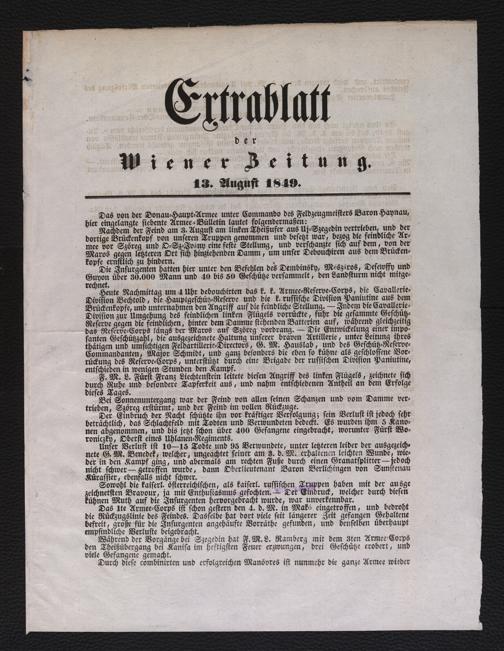 Extrablatt
der
Wiener Zeitung.
13. August 1849.
Das von der Donau-Haupt-Armee unter Commando des Feldzeugmeisters Baron Haynau,
hier eingelangte siebente Armee-Bülletin lautet folgendermaßen:
Nachdem der Feind am 3. August am linken Theißufer aus Uj-Szegedin vertrieben, und der
dortige Brückenkopf von unseren Truppen genommen und besetzt war, bezog die feindliche Ar-
mee vor Szöreg und eine feste Stellung, und verschanzte sich auf dem, von der
Maros gegen letzteren Ort sich hinziehenden Damm, um unser Debouchiren aus dem Brücken-
kopfe ernstlich zu hindern.
Die Insurgenten hatten hier unter den Befehlen des Dembinsky, Meszáros, Desewffy und
Guyon über 30.000 Mann und 40 bis 50 Geschütze versammelt, den Landsturm nicht mitge-
rechnet.
Heute Nachmittag um 4 Uhr debouchirten das k. k. Armee-Reserve-Corps, die Cavallerie-
Division Bechtold, die Hauptgeschütz-Reserve und die k. russische Division Paniutine aus dem
Brückenkopfe, und unternahmen den Angriff auf die feindliche Stellung. — Indem die Cavallerie-
Division zur Umgehung des feindlichen linken Flügels vorrückte, fuhr die gesammte Geschütz-
Reserve gegen die feindlichen, hinter dem Damme stehenden Batterien auf, während gleichzeitig
das Reserve-Corps längs der Maros auf Szöreg vordrang. — Die Entwicklung einer impo-
santen Geschützzahl, die ausgezeichnete Haltung unserer braven Artillerie, unter Leitung ihres
thätigen und umsichtigen Feldartillerie-Directors, G. M. Hauslab, und des Geschütz-Reserve-
Commandanten, Major Schmidt, und ganz besonders die eben so kühne als geschlossene Vor-
rückung des Reserve-Corps, unterstützt durch eine Brigade der russischen Division Paniutine,
entschieden in wenigen Stunden den Kampf.
F. M. L. Fürst Franz Liechtenstein leitete diesen Angriff des linken Flügels, zeichnete sich
durch Ruhe und besondere Tapferkeit aus, und nahm entschiedenen Antheil an dem Erfolge
dieses Tages.
Bei Sonnenuntergang war der Feind von allen seinen Schanzen und vom Damme ver-
trieben, Szöreg erstürmt, und der Feind im vollen Rückzuge.
Der Einbruch der Nacht schützte ihn vor kräftiger Verfolgung; sein Verlust ist jedoch sehr
beträchtlich, das Schlachtfeld mit Todten und Verwundeten bedeckt. Es wurden ihm 5 Kano-
nen abgenommen, und bis jetzt schon über 400 Gefangene eingebracht, worunter Fürst Wo-
roniczky, Oberst eines Uhlanen-Regiments.
Unser Verlust ist 10—15 Todte und 95 Verwundete, unter letzteren leider der ausgezeich-
nete G. M. Benedek, welcher, ungeachtet seiner am 3. d. M. erhaltenen leichten Wunde, wie-
der in den Kampf ging, und abermals am rechten Fuße durch einen Granatsplitter — jedoch
nicht schwer — getroffen wurde, dann Oberlieutenant Baron Berlichingen von Sunstenau
Kürassier, ebenfalls nicht schwer.
Sowohl die kaiserl. österreichischen, als kaiserl. russischen Truppen haben mit der ausge-
zeichnetsten Bravour, ja mit Enthusiasmus gefochten. — Der Eindruck, welcher durch diesen
kühnen Muth auf die Insurgenten hervorgebracht wurde, war unverkennbar.
Das 1te Armee-Corps ist schon gestern den 4. d. M. in Makó eingetroffen, und bedroht
die Rückzugslinie des Feindes. Dasselbe hat dort viele seit längerer Zeit gefangen Gehaltene
befreit, große für die Insurgenten angehäufte Vorräthe gefunden, und denselben überhaupt
empfindliche Verluste beigebracht.
Während der Vorgänge bei Szegedin hat F. M. L. Ramberg mit dem 3ten Armee-Corps
den Theißübergang bei Kanisa im heftigsten Feuer erzwungen, drei Geschütze erobert, und
viele Gefangene gemacht.
Durch diese combinirten und erfolgreichen Manövres ist nunmehr die ganze Armee wieder